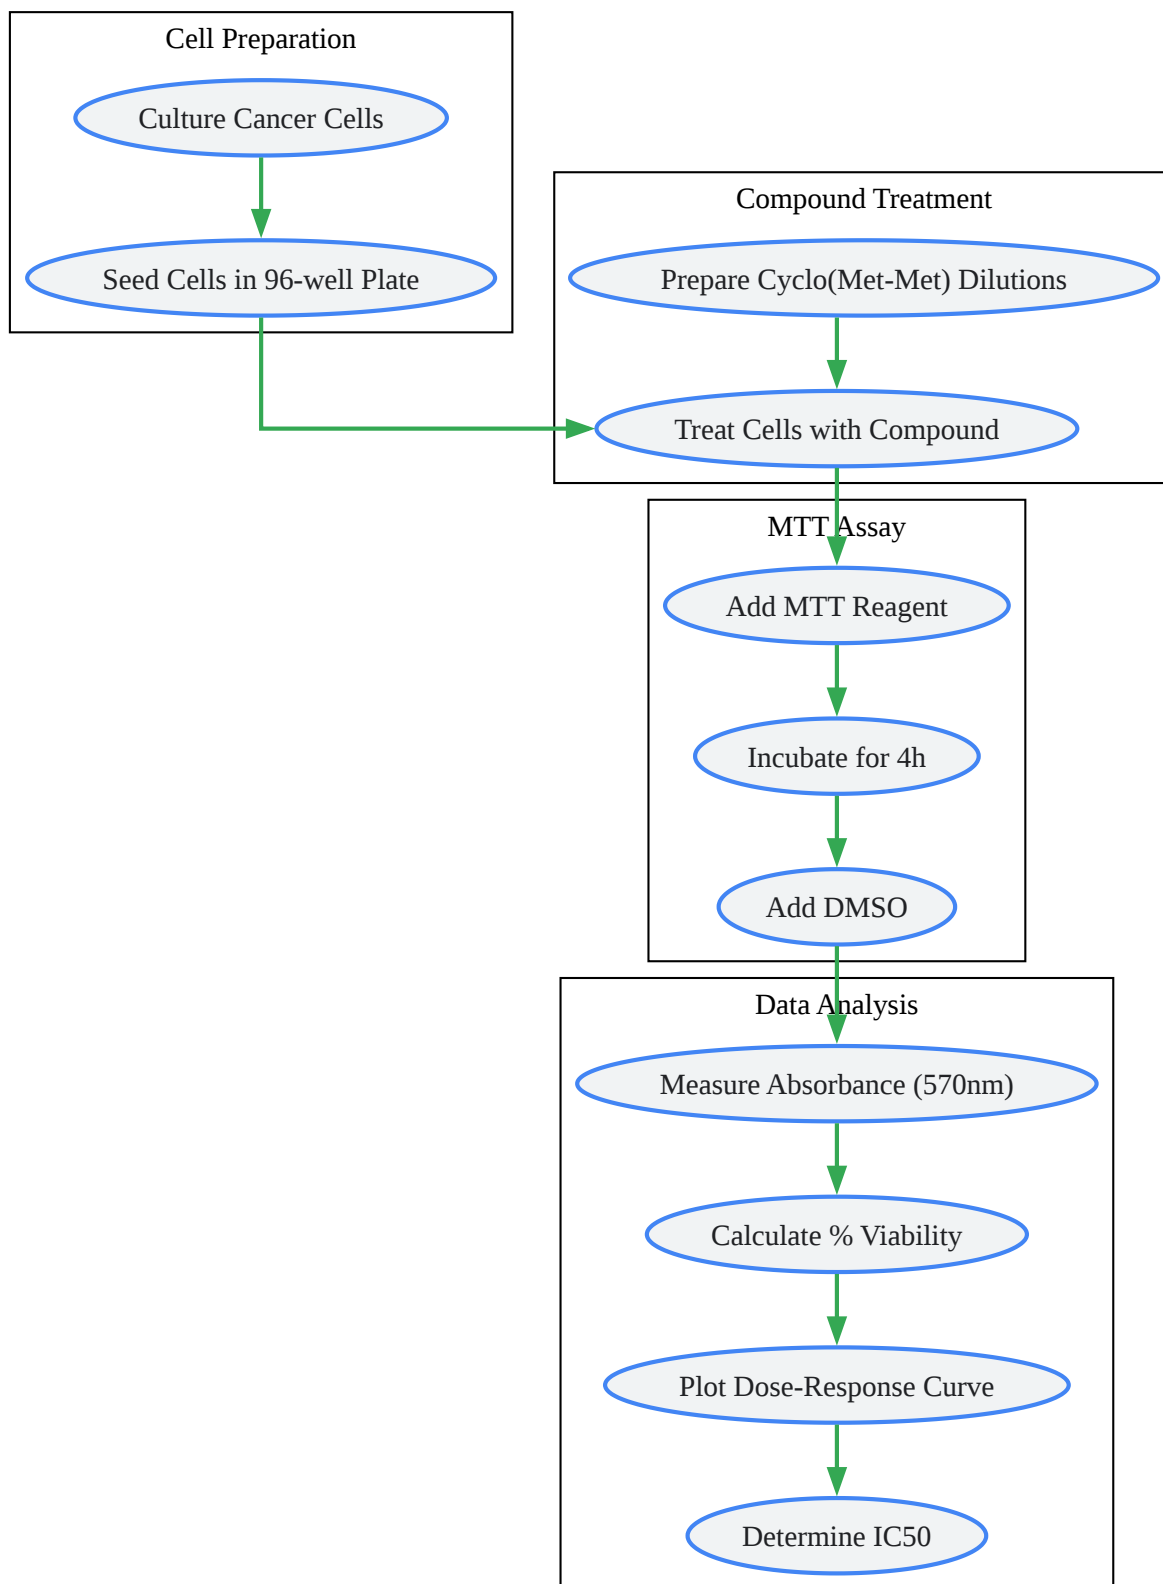 Cell Preparation
Culture Cancer Cells
Seed Cells in 96-well Plate
Compound Treatment
Prepare Cyclo(Met-Met) Dilutions
Treat Cells with Compound
MTT Assay
Add MTT Reagent
Incubate for 4h
Add DMSO
Data Analysis
Measure Absorbance (570nm)
Calculate % Viability
Plot Dose-Response Curve
Determine IC50